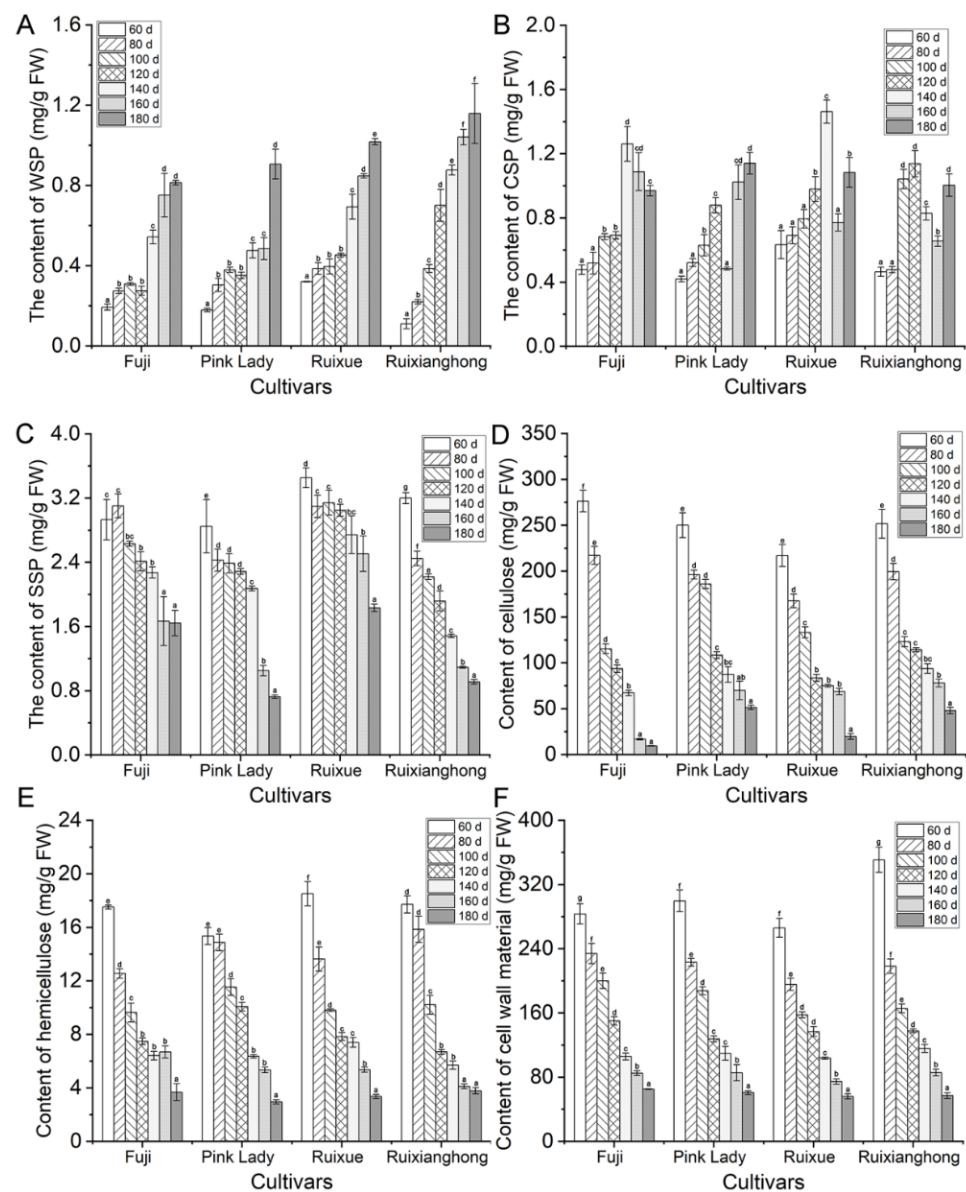 A
The content of WSP (mg/g FW)
1.6
1.2
0.8
0.4
0.0
60 d
80 d
100 d
120 d
140 d
160 d
180 d
a b b b c d d
a b b b c c d
a b b b c d e
a b c d e f f
Fuji Pink Lady Ruixue Ruixianghong
Cultivars
B
The content of CSP (mg/g FW)
2.0
1.6
1.2
0.8
0.4
0.0
60 d
80 d
100 d
120 d
140 d
160 d
180 d
a a b b d cd c
a b b c a cd d
a a a b c a b
a a d d c b d
Fuji Pink Lady Ruixue Ruixianghong
Cultivars
C
The content of SSP (mg/g FW)
4.0
3.2
2.4
1.6
0.8
0.0
60 d
80 d
100 d
120 d
140 d
160 d
180 d
c c bc b b a a
e d d d c b a
d c c c bc b a
g f e d c b a
Fuji Pink Lady Ruixue Ruixianghong
Cultivars
D
Content of cellulose (mg/g FW)
350
300
250
200
150
100
50
0
60 d
80 d
100 d
120 d
140 d
160 d
180 d
f e d c b a a
e d d c bc ab a
e d c b b b a
e d c c bc b a
Fuji Pink Lady Ruixue Ruixianghong
Cultivars
E
Content of hemicellulose (mg/g FW)
24
20
16
12
8
4
0
60 d
80 d
100 d
120 d
140 d
160 d
180 d
e d c b b b a
d d c c b b a
f e d c c b a
d d c b b a a
Fuji Pink Lady Ruixue Ruixianghong
Cultivars
F
Content of cell wall material (mg/g FW)
400
320
240
160
80
0
60 d
80 d
100 d
120 d
140 d
160 d
180 d
g f e d c b a
f e d c c b a
f e d d c b a
g f e d c b a
Fuji Pink Lady Ruixue Ruixianghong
Cultivars